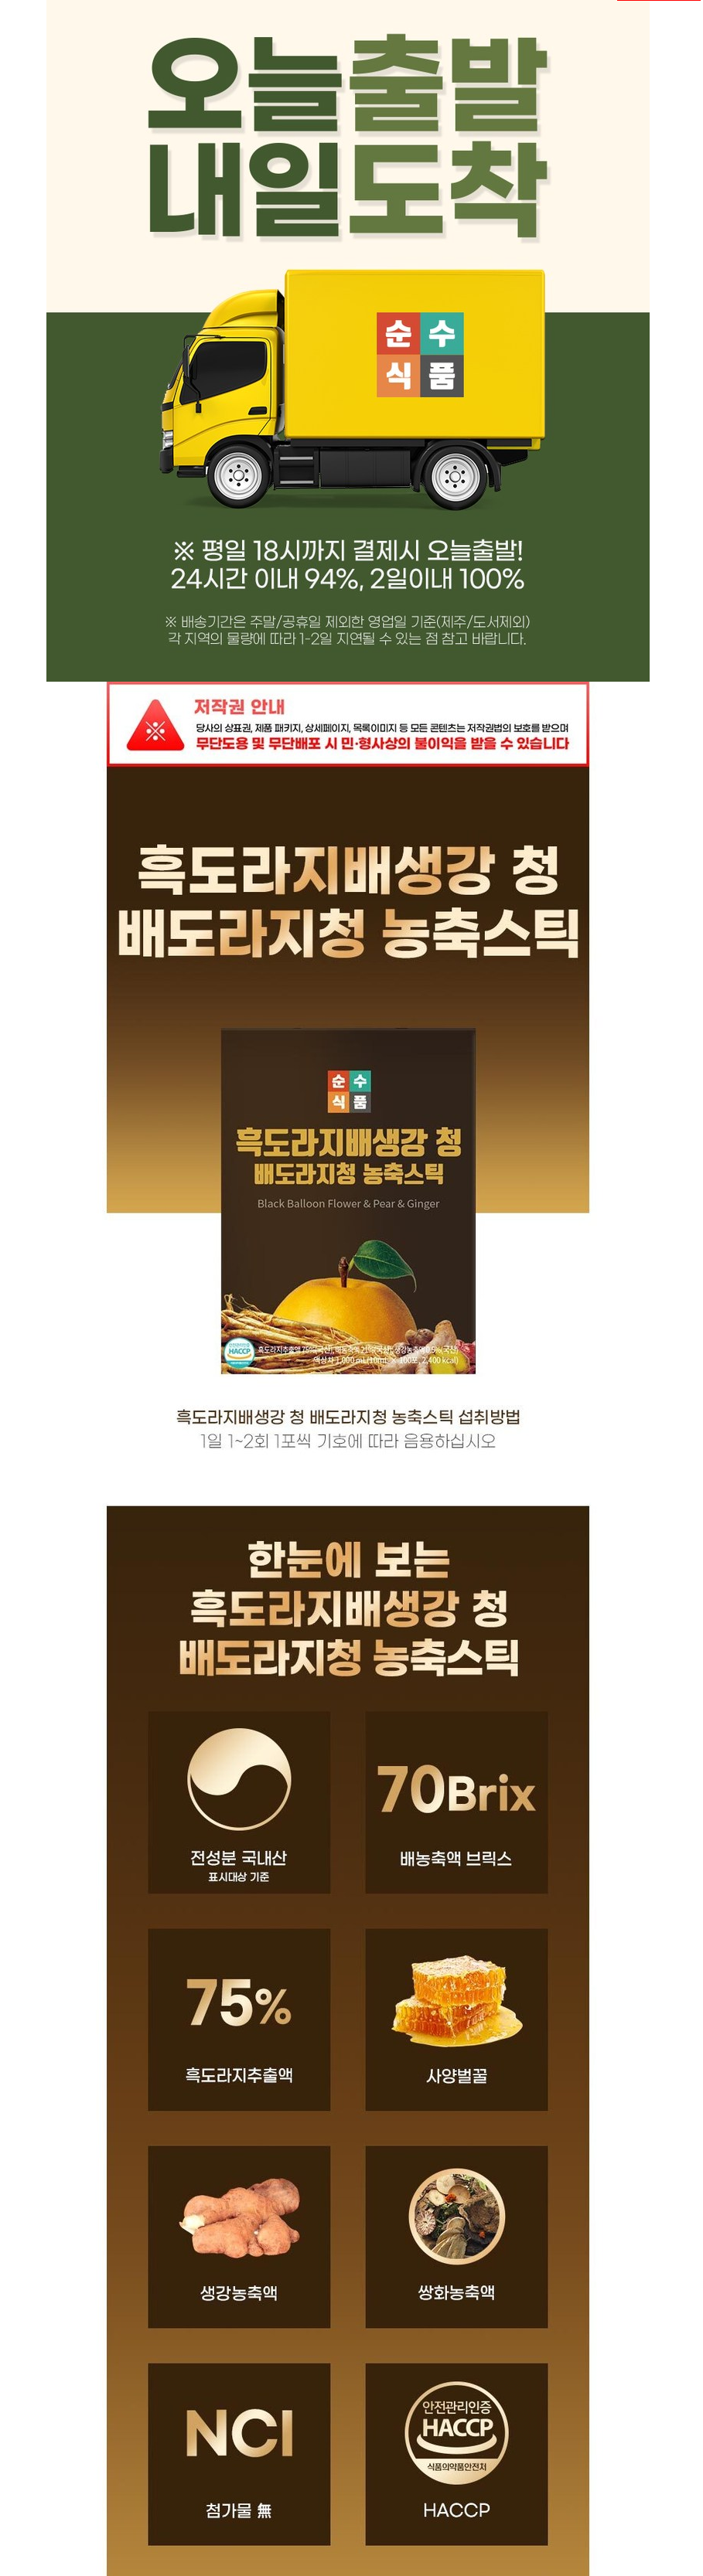 오늘출발
내일도착
순수
식품
※ 평일 18시까지 결제시 오늘출발!
24시간 이내 94%, 2일이내 100%
※ 배송기간은 주말/공휴일 제외한 영업일 기준(제주/도서제외)
각 지역의 물량에 따라 1-2일 지연될 수 있는 점 참고 바랍니다.
※
저작권 안내
당사의 상표권, 제품 패키지, 상세페이지, 목록이미지 등 모든 콘텐츠는 저작권법의 보호를 받으며
무단도용 및 무단배포 시 민·형사상의 불이익을 받을 수 있습니다
흑도라지배생강 청
배도라지청 농축스틱
순수
식품
흑도라지배생강 청
배도라지청 농축스틱
Black Balloon Flower & Pear & Ginger
HACCP
액상차 1,000 mL (10mL × 100포, 2,400 kcal)
흑도라지배생강 청 배도라지청 농축스틱 섭취방법
1일 1~2회 1포씩 기호에 따라 음용하십시오
한눈에 보는
흑도라지배생강 청
배도라지청 농축스틱
전성분 국내산
표시대상 기준
70Brix
배농축액 브릭스
75%
흑도라지추출액
사양벌꿀
생강농축액
쌍화농축액
NCI
첨가물 無
안전관리인증
HACCP
식품의약품안전처
HACCP